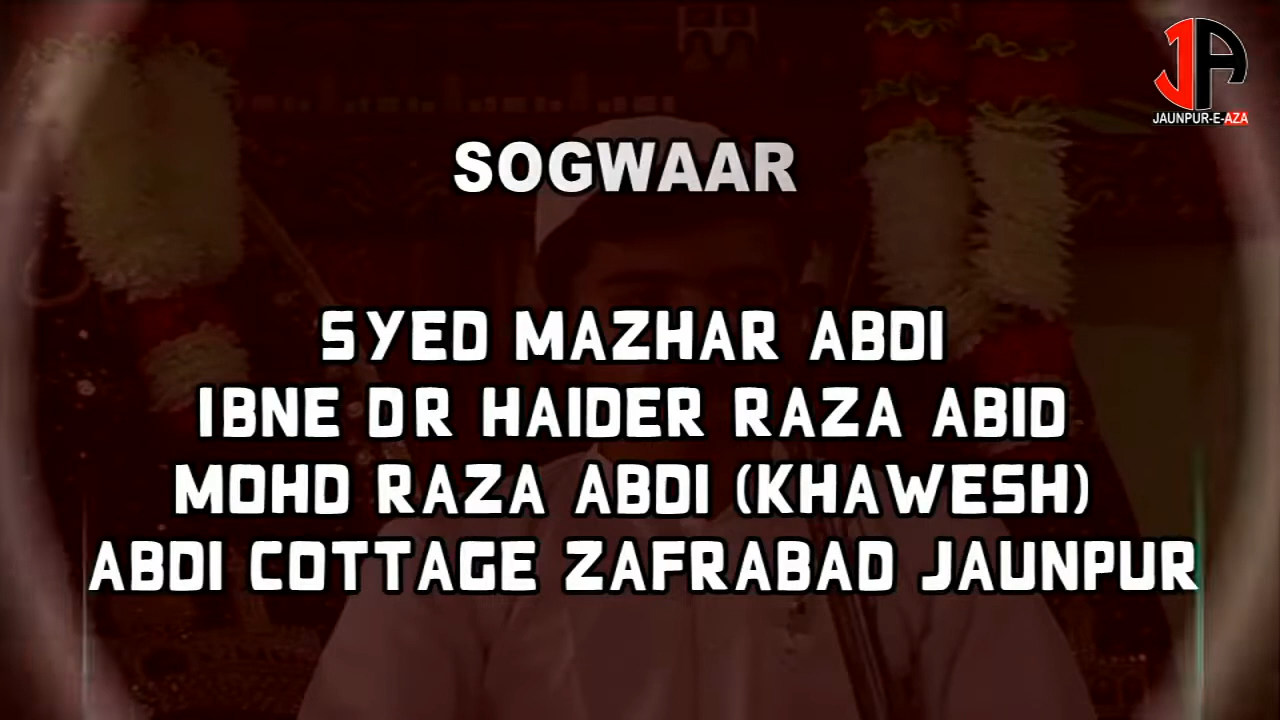 JA
JAUNPUR-E-AZA
SOGWAAR
SYED MAZHAR ABDI
IBNE DR HAIDER RAZA ABID
MOHD RAZA ABDI (KHAWESH)
ABDI COTTAGE ZAFRABAD JAUNPUR